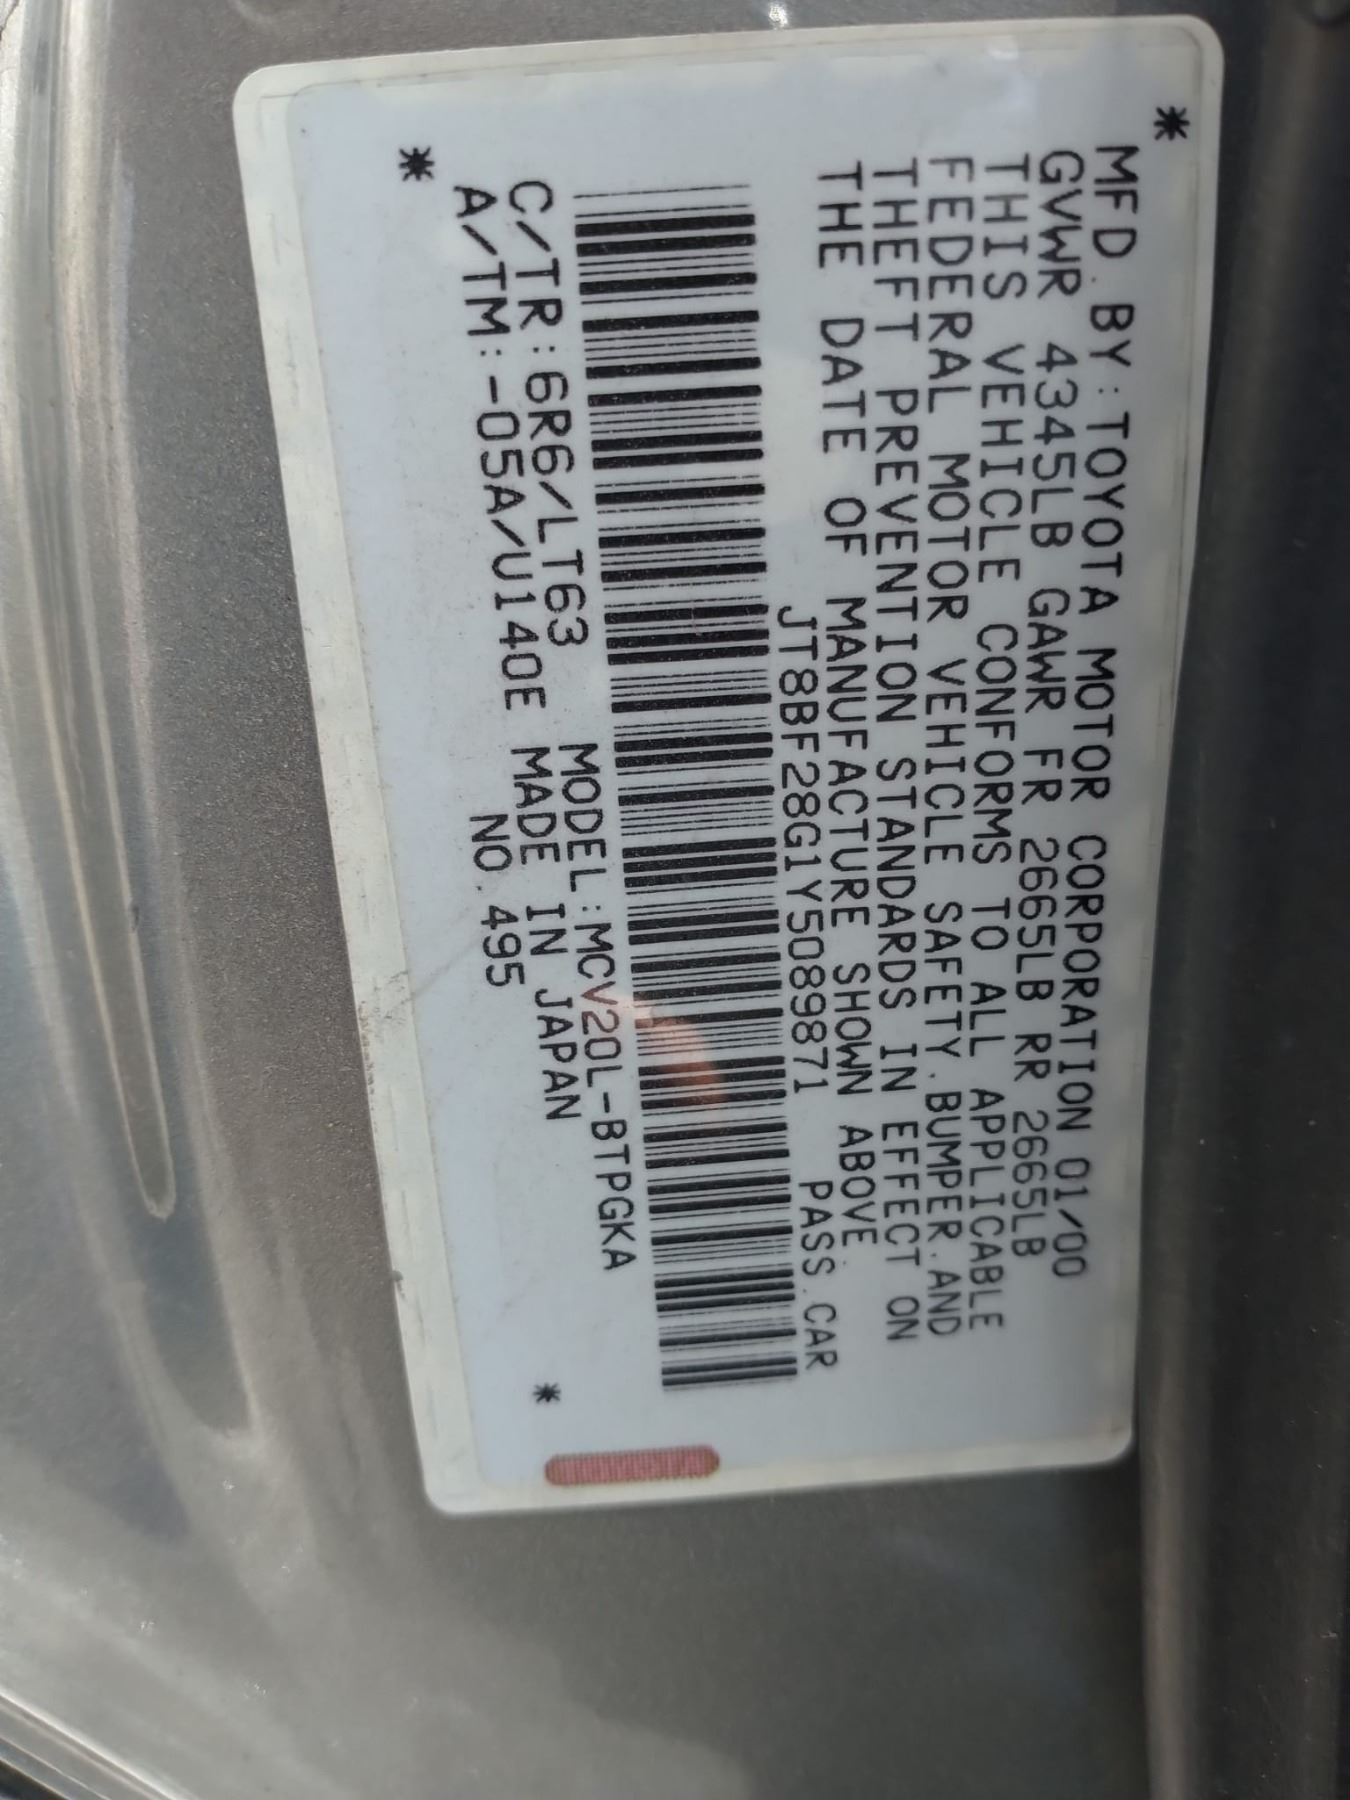 *
MFD.BY:TOYOTA MOTOR CORPORATION 01/00
GVWR 4345LB GAWR FR 2665LB RR 2665LB
THIS VEHICLE CONFORMS TO ALL APPLICABLE
FEDERAL MOTOR VEHICLE SAFETY.BUMPER.AND
THEFT PREVENTION STANDARDS IN EFFECT ON
THE DATE OF MANUFACTURE SHOWN ABOVE.
JT8BF28G1Y5089871 PASS.CAR
C/TR:6R6/LT63 MODEL:MCV20L-BTPGKA
A/TM:-05A/U140E MADE IN JAPAN
NO.495
* *